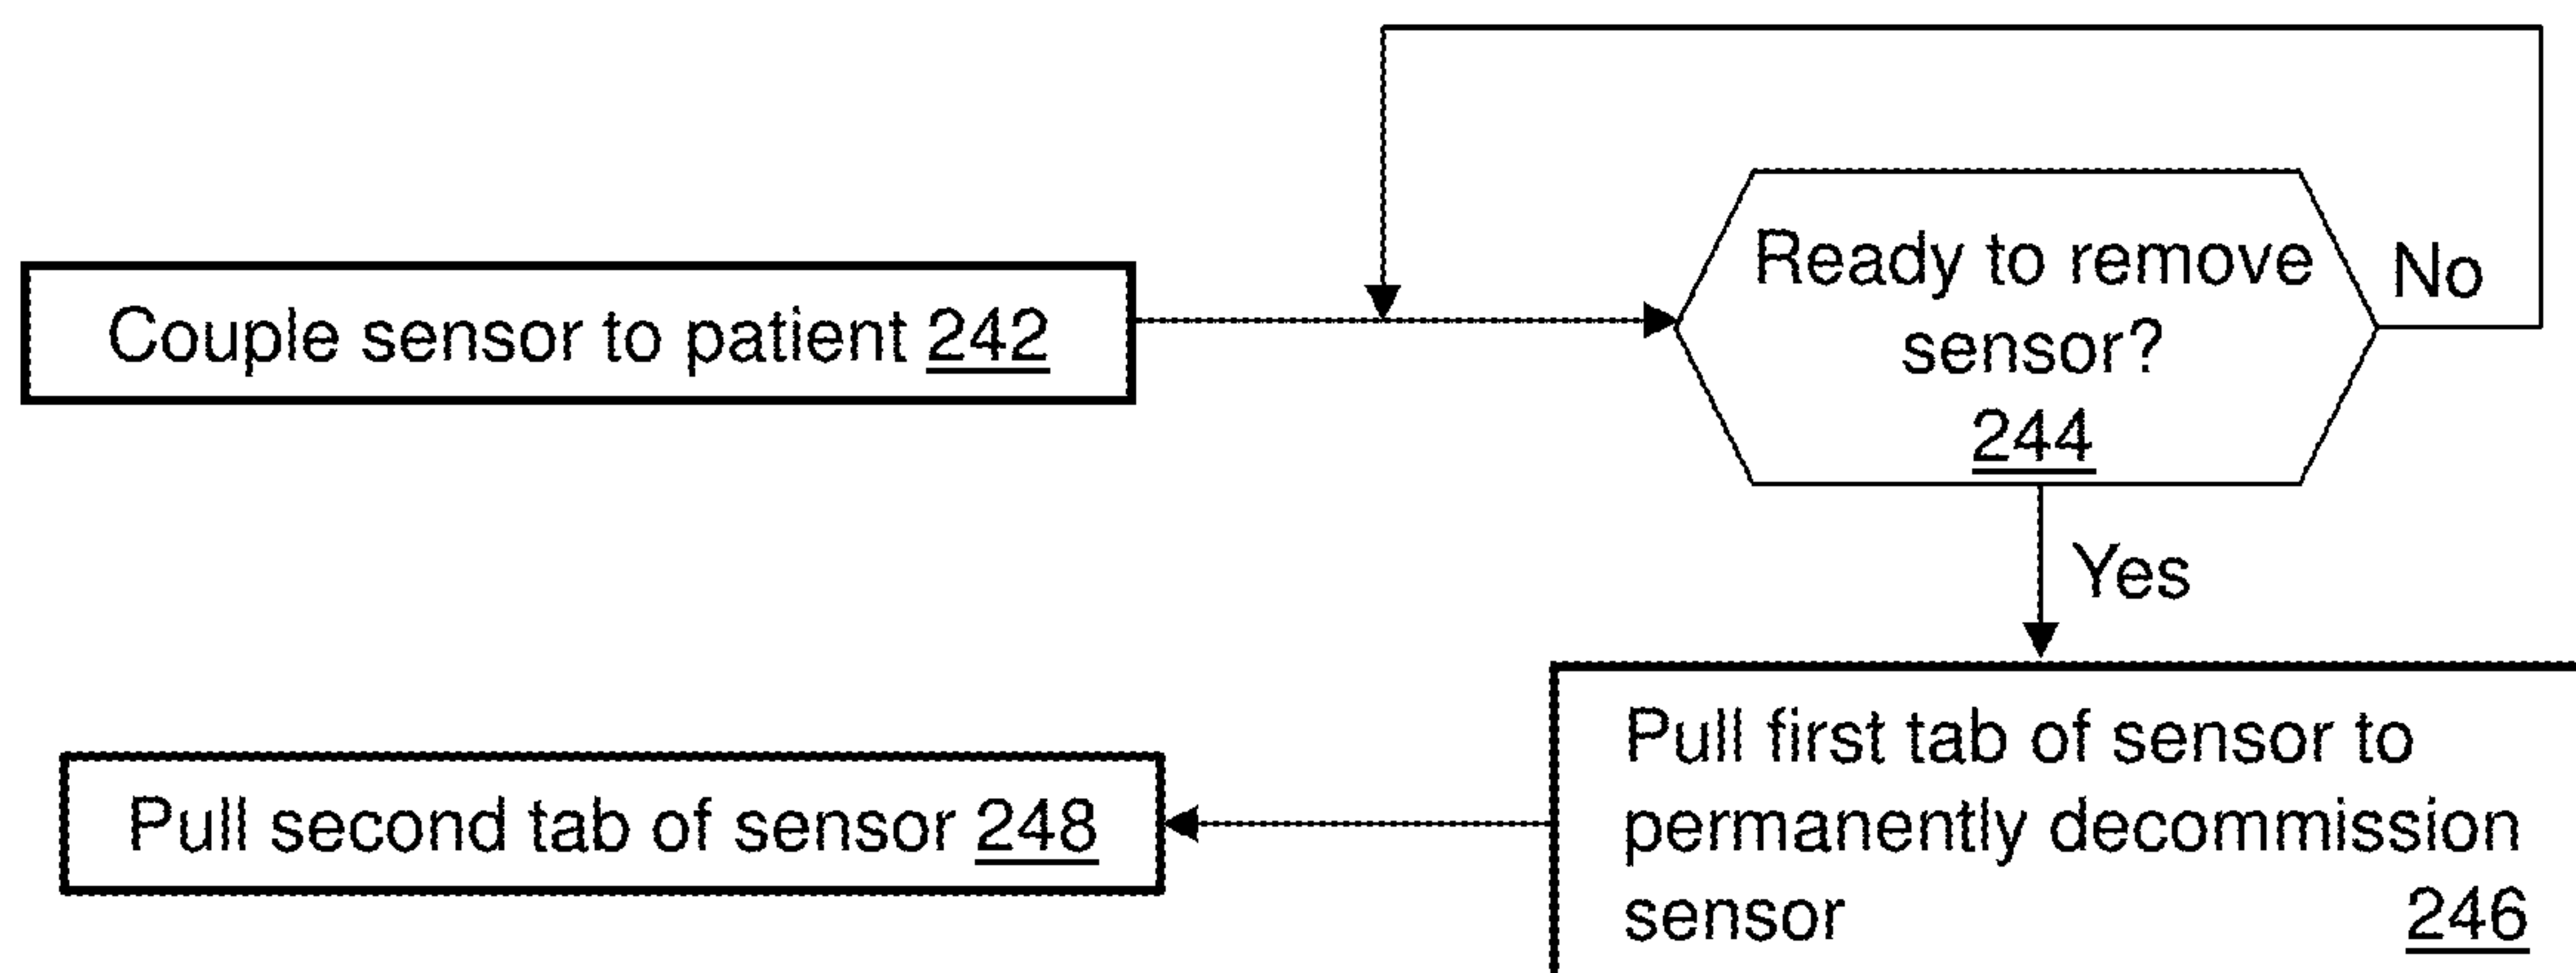 Couple sensor to patient 242
Ready to remove
sensor?
244
No
Yes
Pull first tab of sensor to
permanently decommission
sensor 246
Pull second tab of sensor 248